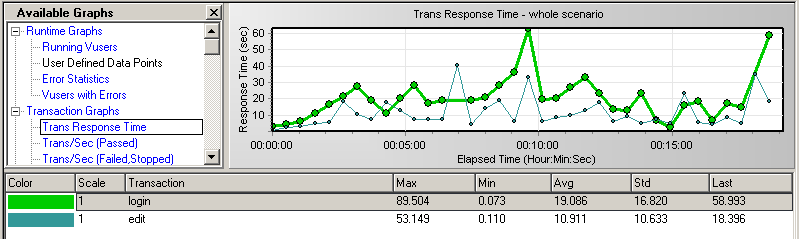 Available Graphs
Runtime Graphs
Running Vusers
User Defined Data Points
Error Statistics
Vusers with Errors
Transaction Graphs
Trans Response Time
Trans/Sec (Passed)
Trans/Sec (Failed,Stopped)
Trans Response Time - whole scenario
Response Time (sec)
60
50
40
30
20
10
00:00:00
00:05:00
00:10:00
00:15:00
Elapsed Time (Hour:Min:Sec)
Color Scale Transaction Max Min Avg Std Last
1 login 89.504 0.073 19.086 16.820 58.993
1 edit 53.149 0.110 10.911 10.633 18.396